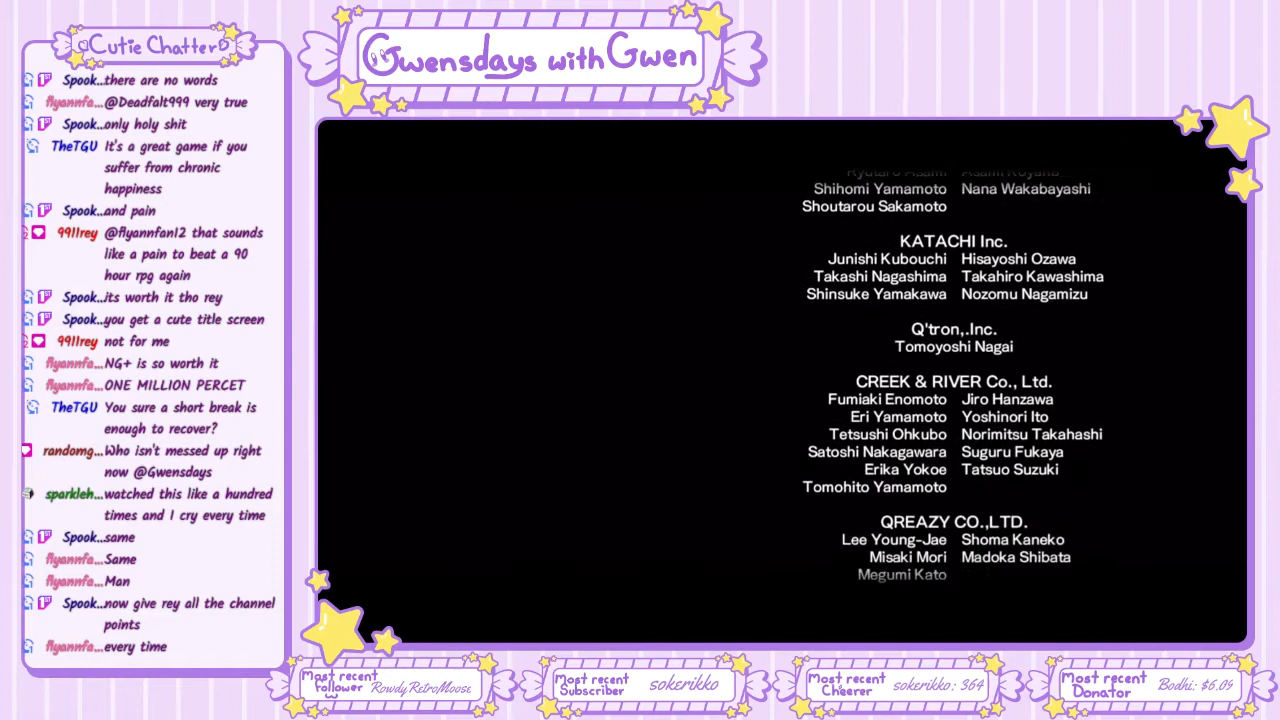 Cutie Chatter
Gwensdays with Gwen
Spook...there are no words
flyannfa...@Deadfalt999 very true
Spook...only holy shit
TheTGU It's a great game if you
suffer from chronic
happiness
Spook...and pain
9911rey @flyannfan12 that sounds
like a pain to beat a 90
hour rpg again
Spook...its worth it tho rey
Spook...you get a cute title screen
9911rey not for me
flyannfa...NG+ is so worth it
flyannfa...ONE MILLION PERCET
TheTGU You sure a short break is
enough to recover?
randomg...Who isn't messed up right
now @Gwensdays
sparkleh...watched this like a hundred
times and I cry every time
Spook...same
flyannfa...Same
flyannfa...Man
Spook...now give rey all the channel
points
flyannfa...every time
Ryutaro Asami
Shihomi Yamamoto Nana Wakabayashi
Shoutarou Sakamoto
KATACHI Inc.
Junishi Kubouchi Hisayoshi Ozawa
Takashi Nagashima Takahiro Kawashima
Shinsuke Yamakawa Nozomu Nagamizu
Q'tron,.Inc.
Tomoyoshi Nagai
CREEK & RIVER Co., Ltd.
Fumiaki Enomoto Jiro Hanzawa
Eri Yamamoto Yoshinori Ito
Tetsushi Ohkubo Norimitsu Takahashi
Satoshi Nakagawara Suguru Fukaya
Erika Yokoe Tatsuo Suzuki
Tomohito Yamamoto
QREAZY CO.,LTD.
Lee Young-Jae Shoma Kaneko
Misaki Mori Madoka Shibata
Megumi Kato
Most recent
follower RowdyRetroMoose
Most recent
Subscriber sokerikko
Most recent
Cheerer sokerikko: 364
Most recent
Donator Bodhi: $6.09